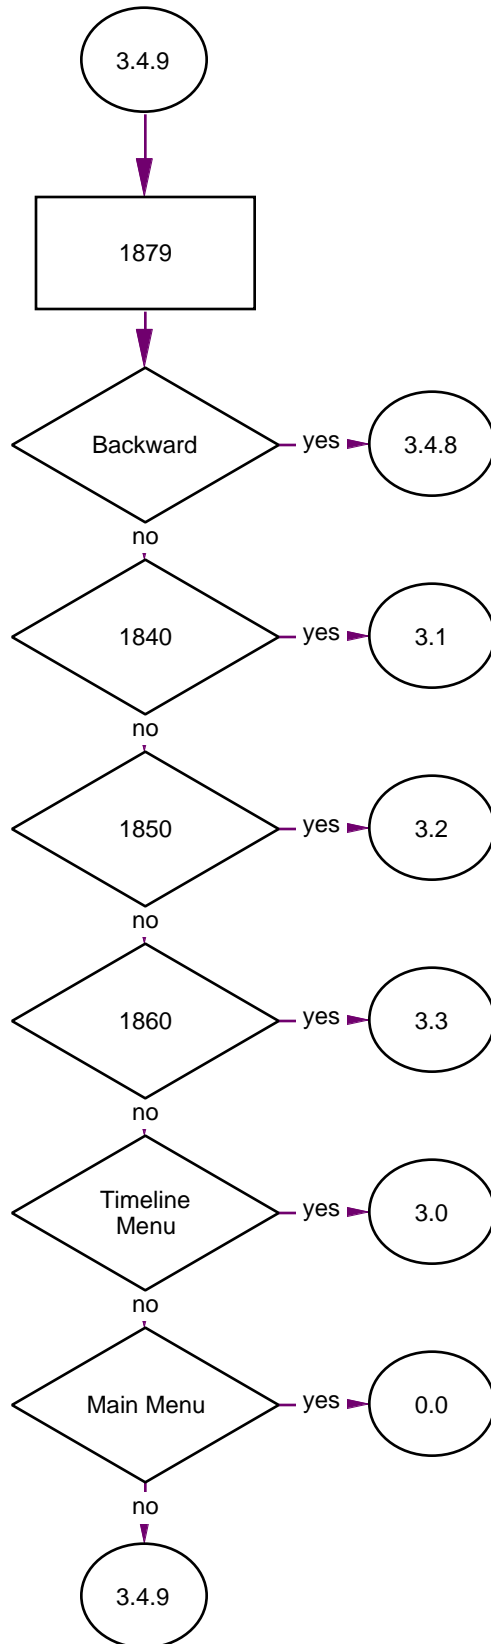 3.4.9
1879
Backward
yes
3.4.8
no
1840
yes
3.1
no
1850
yes
3.2
no
1860
yes
3.3
no
Timeline
Menu
yes
3.0
no
Main Menu
yes
0.0
no
3.4.9